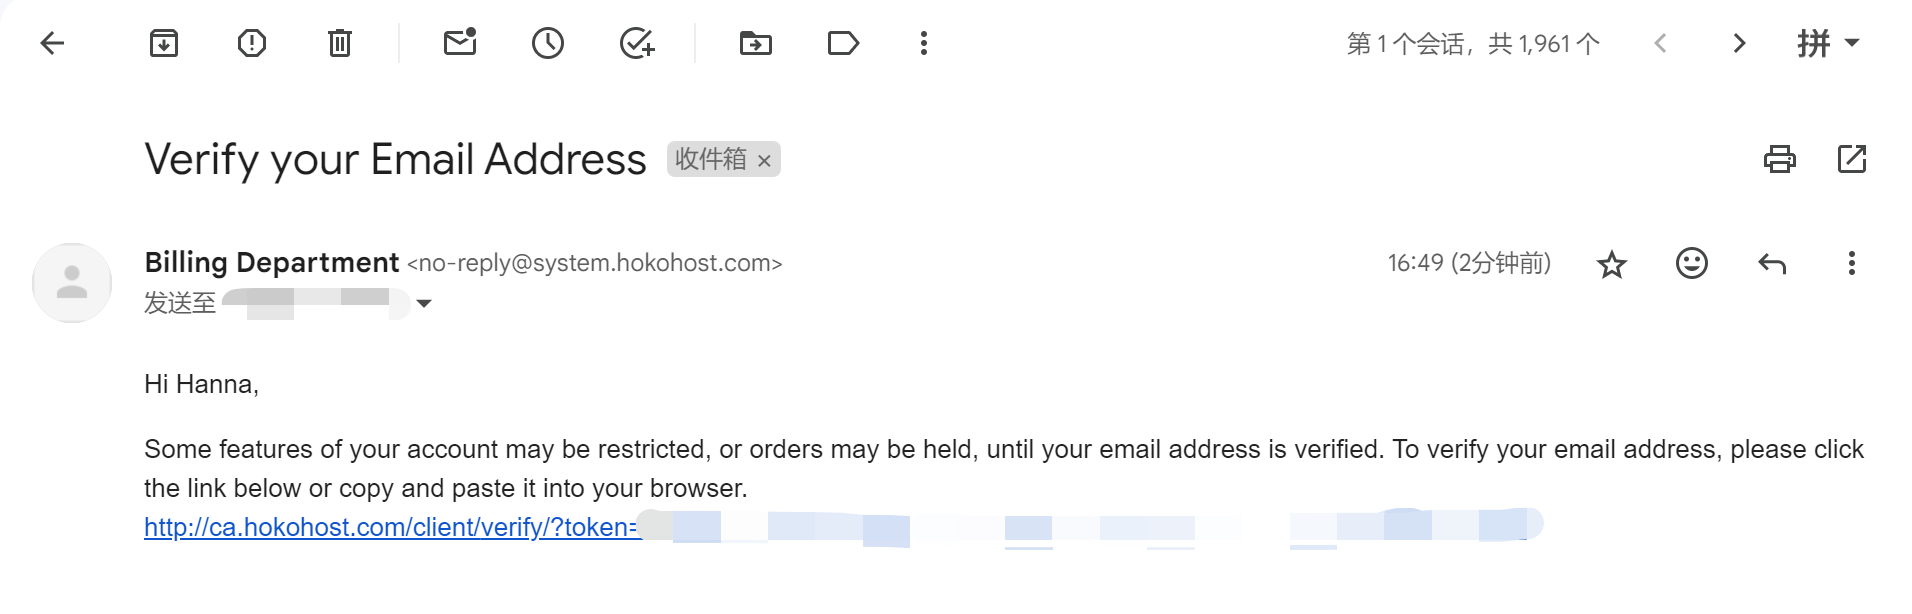 第 1 个会话，共 1,961 个
拼
Verify your Email Address 收件箱 ×
Billing Department <no-reply@system.hokohost.com>
16:49 (2分钟前)
发送至
Hi Hanna,
Some features of your account may be restricted, or orders may be held, until your email address is verified. To verify your email address, please click
the link below or copy and paste it into your browser.
http://ca.hokohost.com/client/verify/?token=